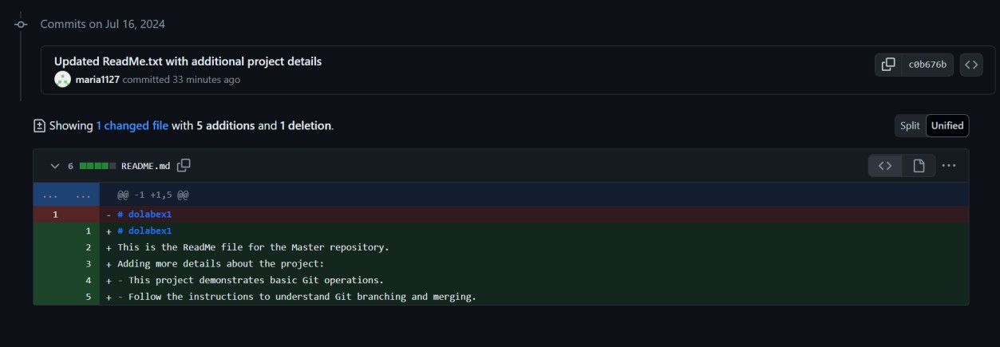 Commits on Jul 16, 2024
Updated ReadMe.txt with additional project details
c0b676b
maria1127 committed 33 minutes ago
Showing 1 changed file with 5 additions and 1 deletion.
Split Unified
6 README.md
... ... @@ -1 +1,5 @@
1 - # dolabex1
1 + # dolabex1
2 + This is the ReadMe file for the Master repository.
3 + Adding more details about the project:
4 + - This project demonstrates basic Git operations.
5 + - Follow the instructions to understand Git branching and merging.